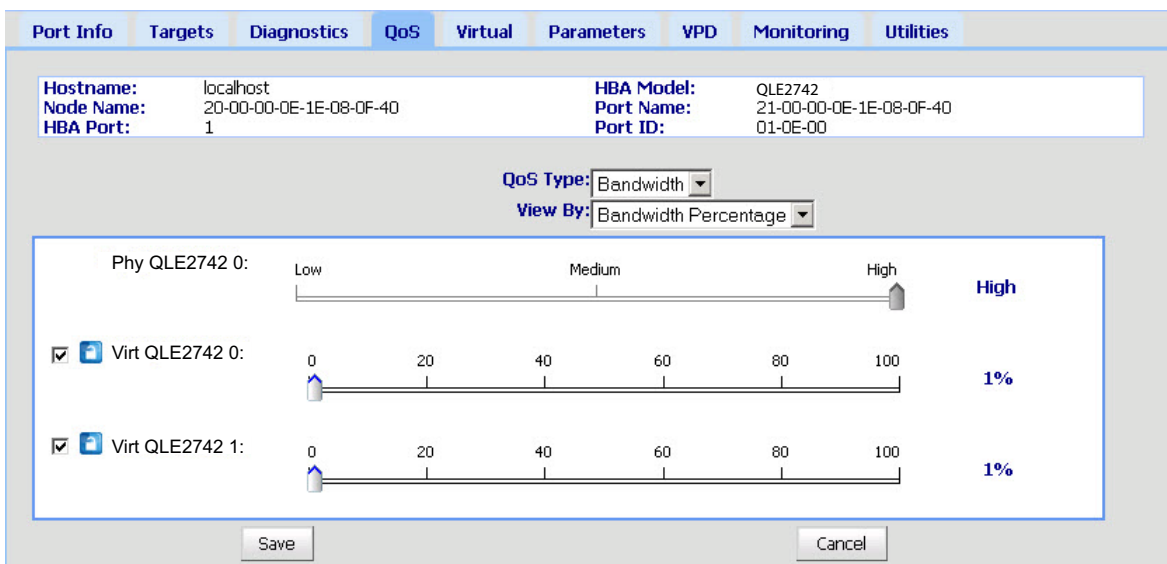 Port Info Targets Diagnostics QoS Virtual Parameters VPD Monitoring Utilities
Hostname: localhost HBA Model: QLE2742
Node Name: 20-00-00-0E-1E-08-0F-40 Port Name: 21-00-00-0E-1E-08-0F-40
HBA Port: 1 Port ID: 01-0E-00
QoS Type: Bandwidth
View By: Bandwidth Percentage
Phy QLE2742 0: Low Medium High High
Virt QLE2742 0: 0 20 40 60 80 100 1%
Virt QLE2742 1: 0 20 40 60 80 100 1%
Save Cancel